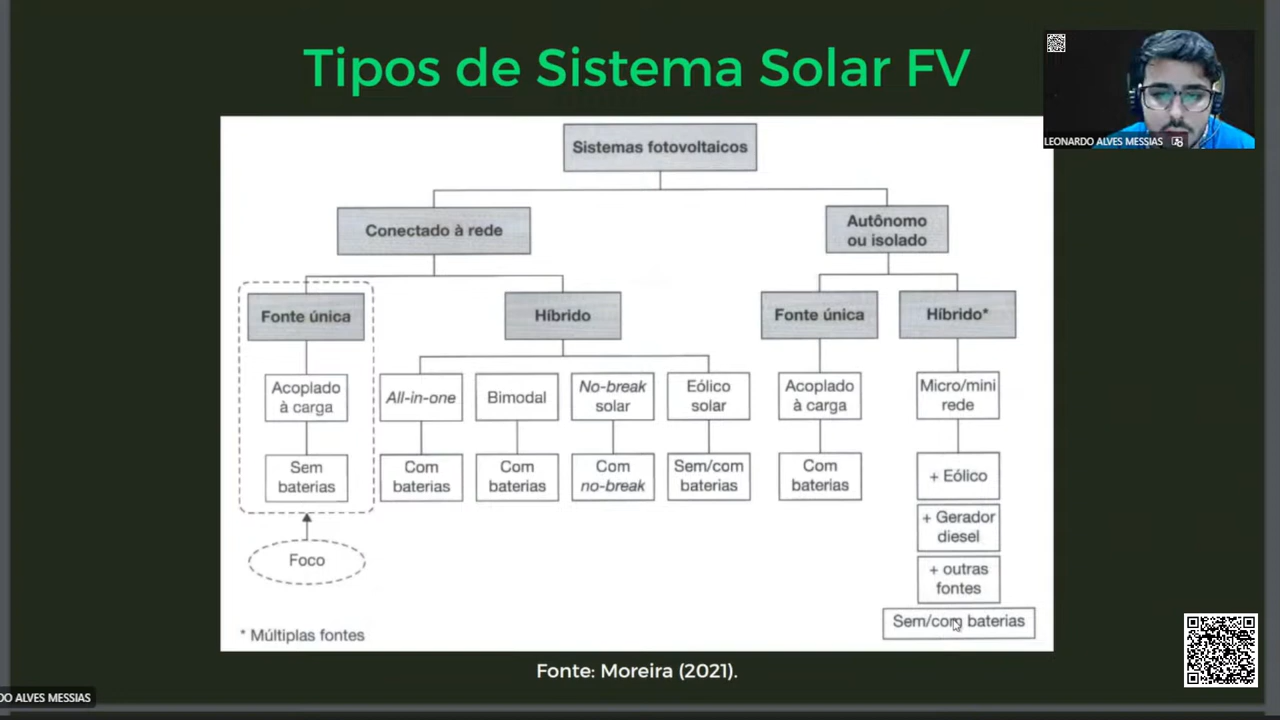 Tipos de Sistema Solar FV
LEONARDO ALVES MESSIAS
Sistemas fotovoltaicos
Conectado à rede
Autônomo
ou isolado
Fonte única
Híbrido
Fonte única
Híbrido*
Acoplado
à carga
All-in-one
Bimodal
No-break
solar
Eólico
solar
Acoplado
à carga
Micro/mini
rede
Sem
baterias
Com
baterias
Com
baterias
Com
no-break
Sem/com
baterias
Com
baterias
+ Eólico
+ Gerador
diesel
+ outras
fontes
Sem/com baterias
Foco
* Múltiplas fontes
Fonte: Moreira (2021).
DO ALVES MESSIAS